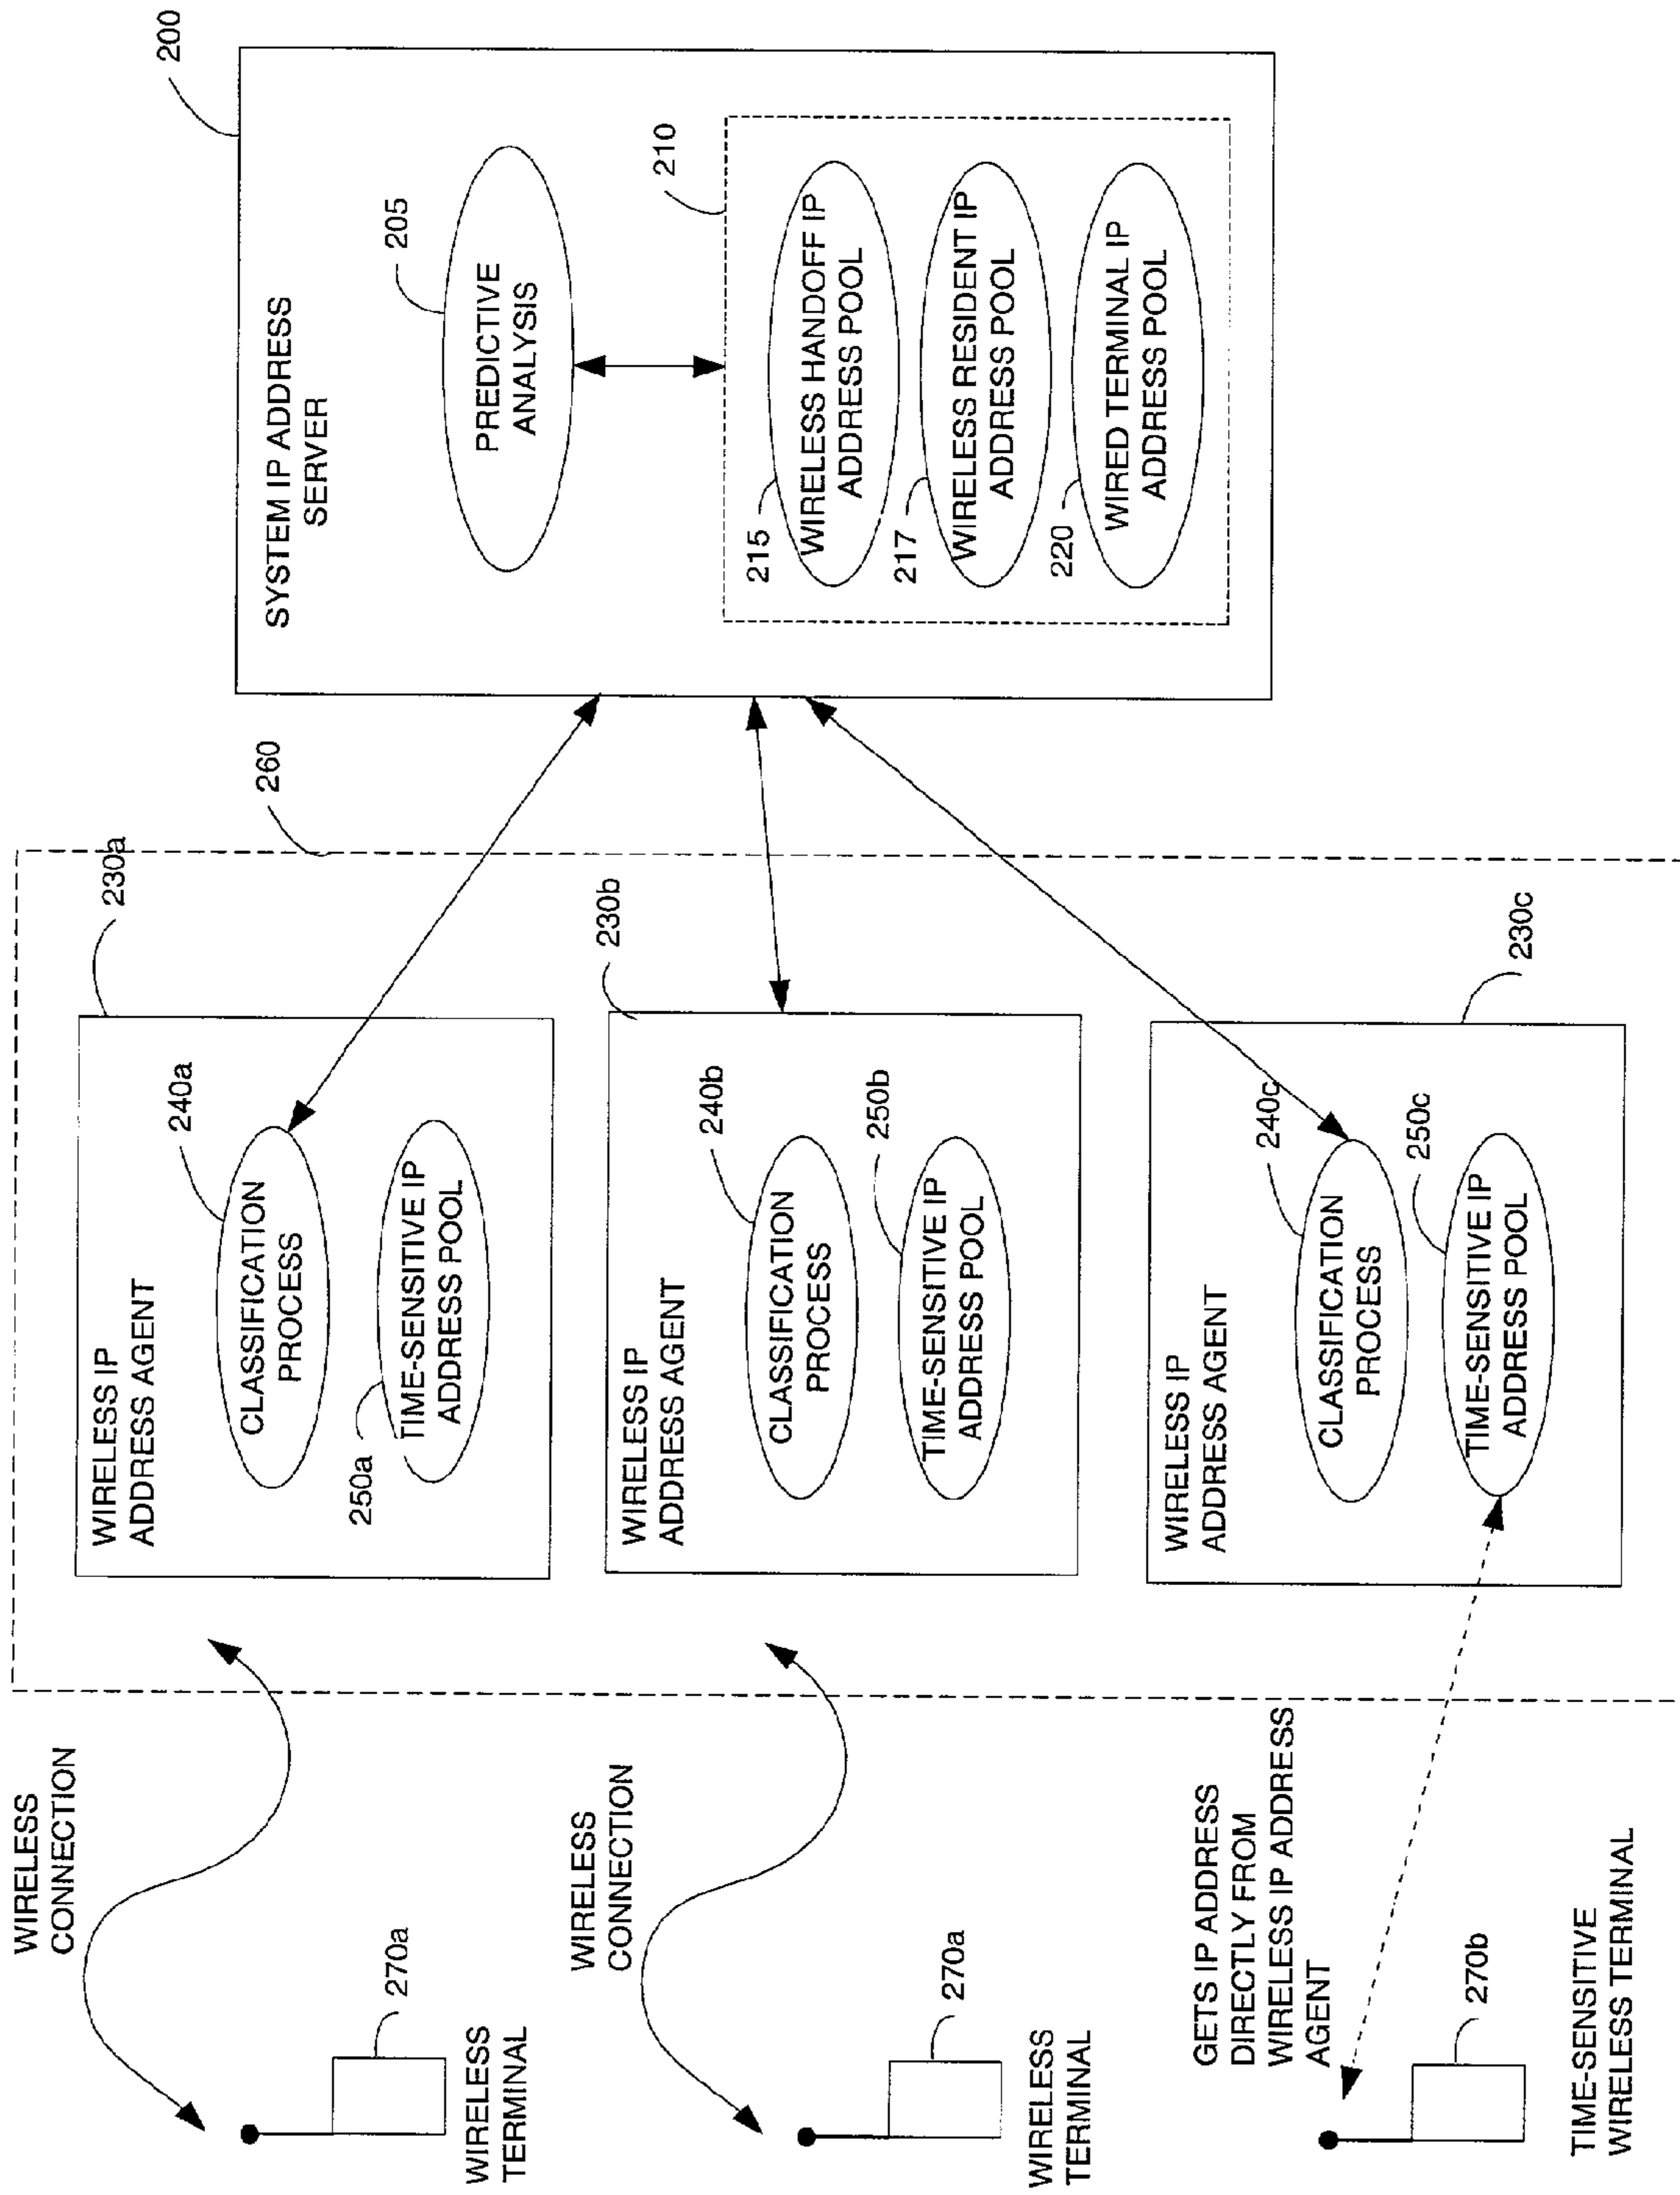 WIRELESS
CONNECTION
270a
WIRELESS
TERMINAL
WIRELESS
CONNECTION
270a
WIRELESS
TERMINAL
GETS IP ADDRESS
DIRECTLY FROM
WIRELESS IP ADDRESS
AGENT
270b
TIME-SENSITIVE
WIRELESS TERMINAL
260
230a
WIRELESS IP
ADDRESS AGENT
240a
CLASSIFICATION
PROCESS
250a
TIME-SENSITIVE IP
ADDRESS POOL
230b
WIRELESS IP
ADDRESS AGENT
240b
CLASSIFICATION
PROCESS
250b
TIME-SENSITIVE IP
ADDRESS POOL
230c
WIRELESS IP
ADDRESS AGENT
240c
CLASSIFICATION
PROCESS
250c
TIME-SENSITIVE IP
ADDRESS POOL
200
SYSTEM IP ADDRESS
SERVER
205
PREDICTIVE
ANALYSIS
210
215
WIRELESS HANDOFF IP
ADDRESS POOL
217
WIRELESS RESIDENT IP
ADDRESS POOL
220
WIRED TERMINAL IP
ADDRESS POOL